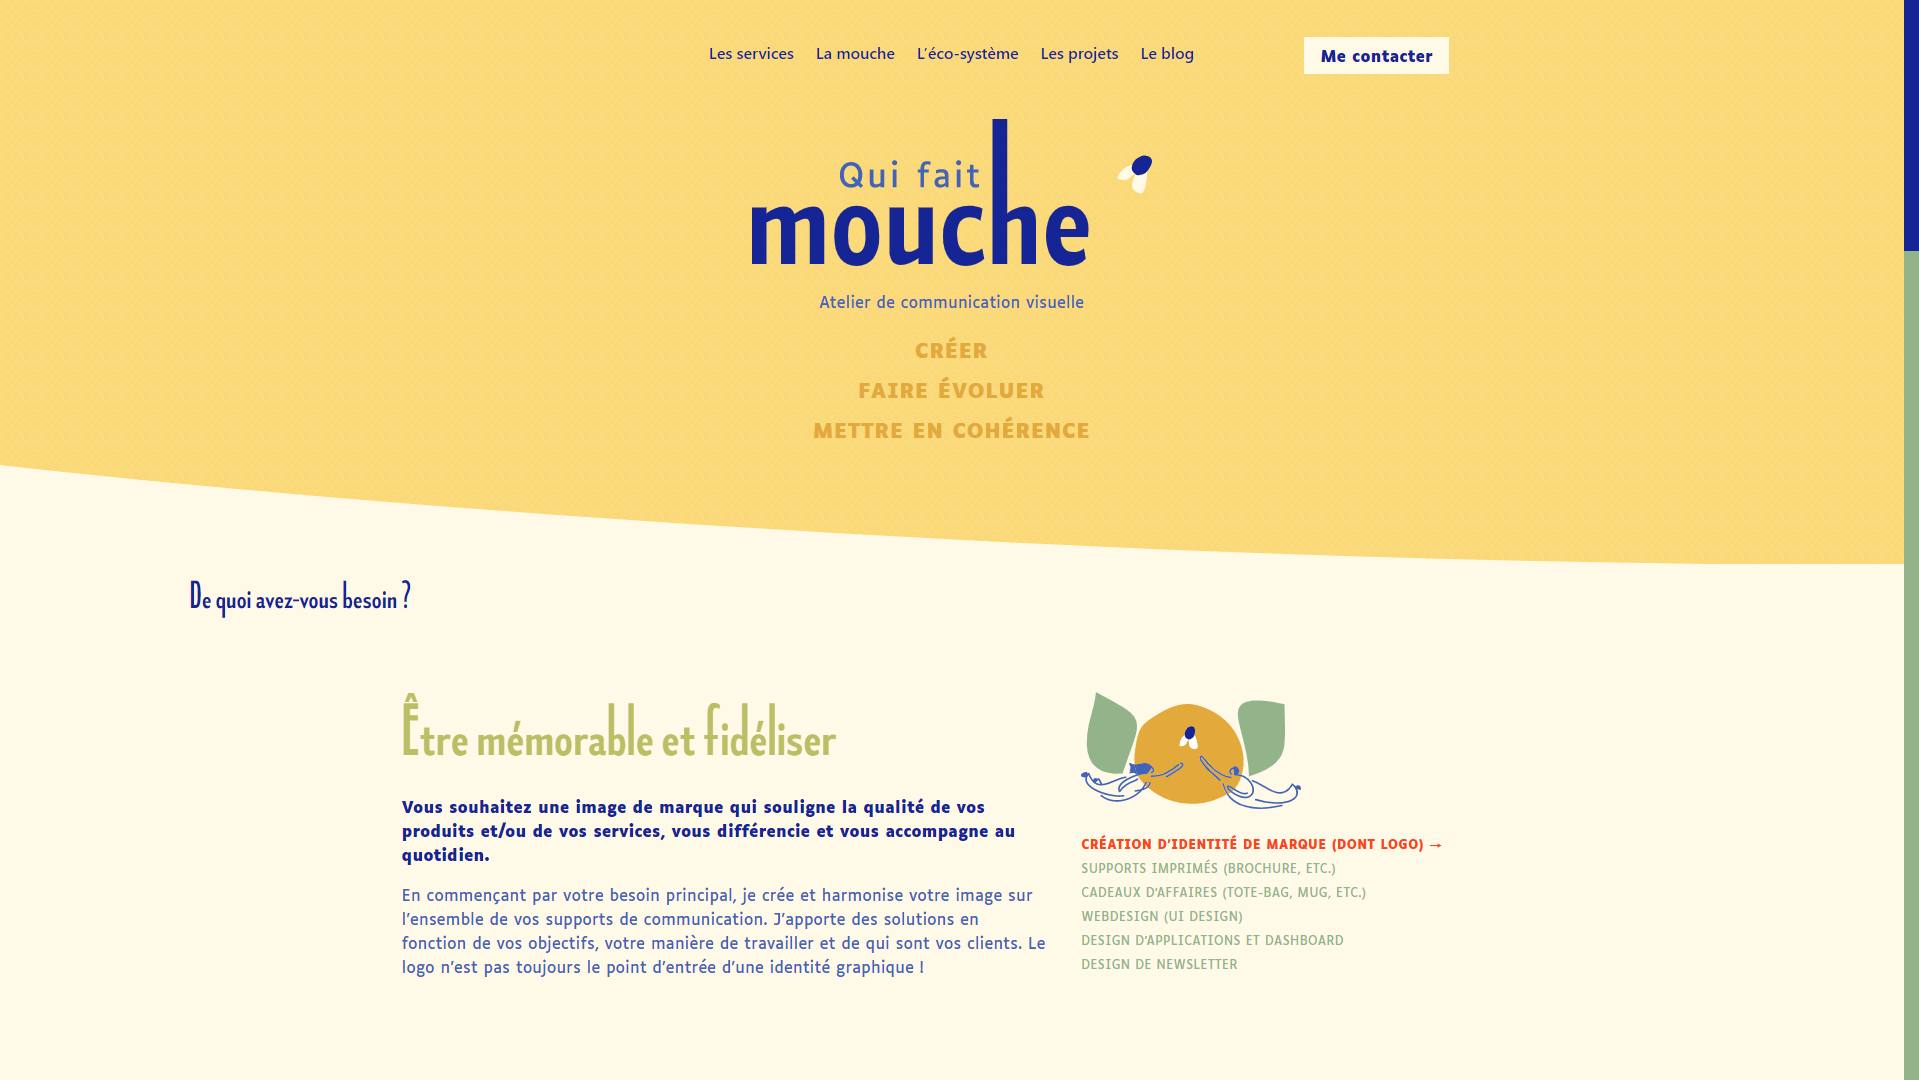 Les services
La mouche
L'éco-système
Les projets
Le blog
Me contacter
Qui fait
mouche
Atelier de communication visuelle
CRÉER
FAIRE ÉVOLUER
METTRE EN COHÉRENCE
De quoi avez-vous besoin ?
Être mémorable et fidéliser
Vous souhaitez une image de marque qui souligne la qualité de vos
produits et/ou de vos services, vous différencie et vous accompagne au
quotidien.
En commençant par votre besoin principal, je crée et harmonise votre image sur
l'ensemble de vos supports de communication. J'apporte des solutions en
fonction de vos objectifs, votre manière de travailler et de qui sont vos clients. Le
logo n'est pas toujours le point d'entrée d'une identité graphique !
CRÉATION D'IDENTITÉ DE MARQUE (DONT LOGO) →
SUPPORTS IMPRIMÉS (BROCHURE, ETC.)
CADEAUX D'AFFAIRES (TOTE-BAG, MUG, ETC.)
WEBDESIGN (UI DESIGN)
DESIGN D'APPLICATIONS ET DASHBOARD
DESIGN DE NEWSLETTER